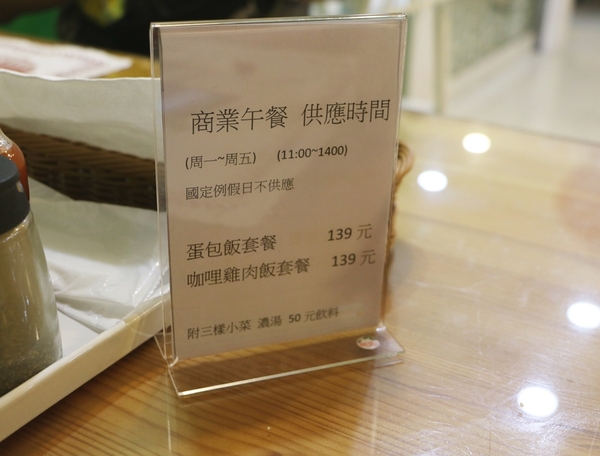 商業午餐 供應時間
(周一~周五) (11:00~1400)
國定例假日不供應
蛋包飯套餐 139 元
咖哩雞肉飯套餐 139 元
附三樣小菜 濃湯 50 元飲料